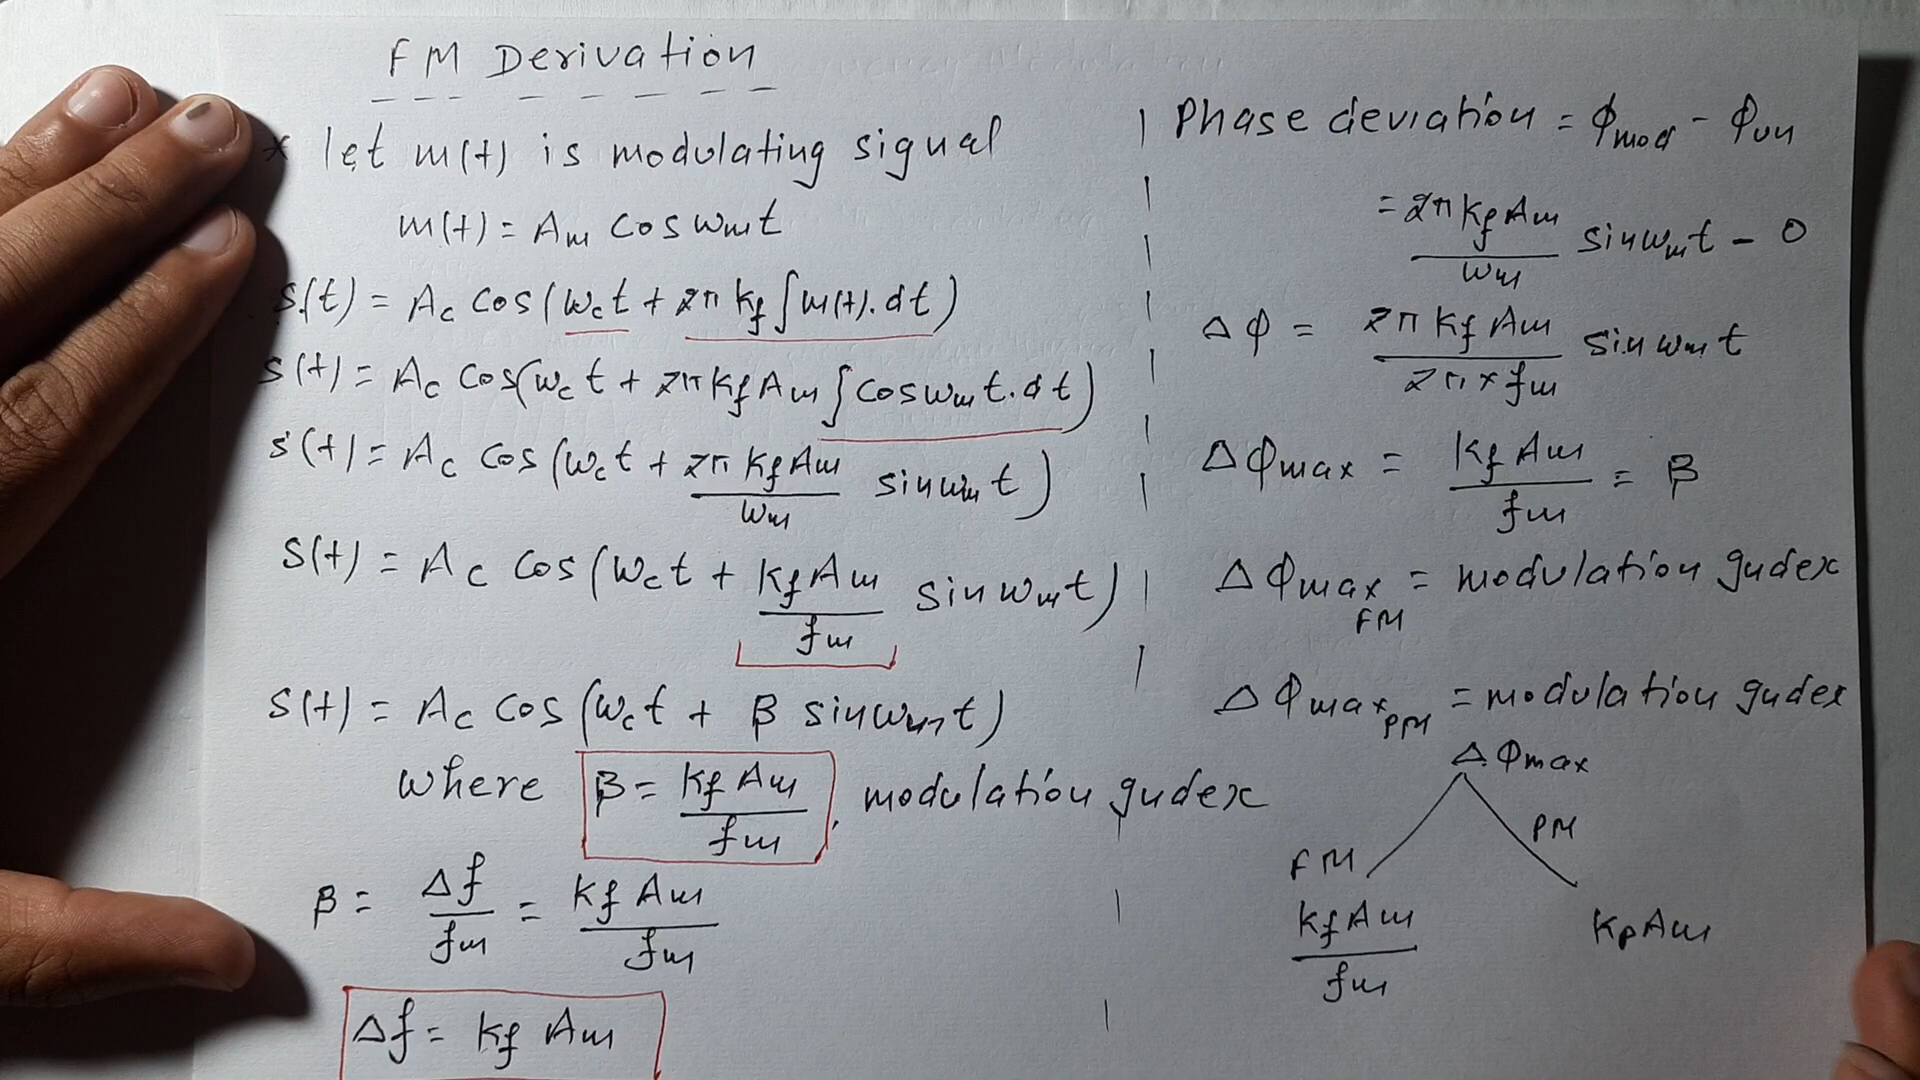 FM Derivation
* let m(t) is modulating signal
m(t) = Am cos ωmt
s(t) = Ac cos(ωct + 2π kf ∫m(t).dt)
s(t) = Ac cos(ωct + 2π kf Am ∫cos ωmt.dt)
s(t) = Ac cos(ωct + 2π kf Am / ωm sin ωmt)
s(t) = Ac cos(ωct + kf Am / fm sin ωmt)
s(t) = Ac cos(ωct + β sin ωmt)
where β = kf Am / fm, modulation index
β = Δf / fm = kf Am / fm
Δf = kf Am
Phase deviation = ϕmod - ϕun
= 2π kf Am / ωm sin ωmt - 0
Δϕ = 2π kf Am / 2π × fm sin ωmt
Δϕmax = kf Am / fm = β
Δϕmax FM = modulation index
Δϕmax PM = modulation index
Δϕmax
FM PM
kf Am / fm kp Am